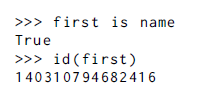 >>> first is name
True
>>> id(first)
140310794682416